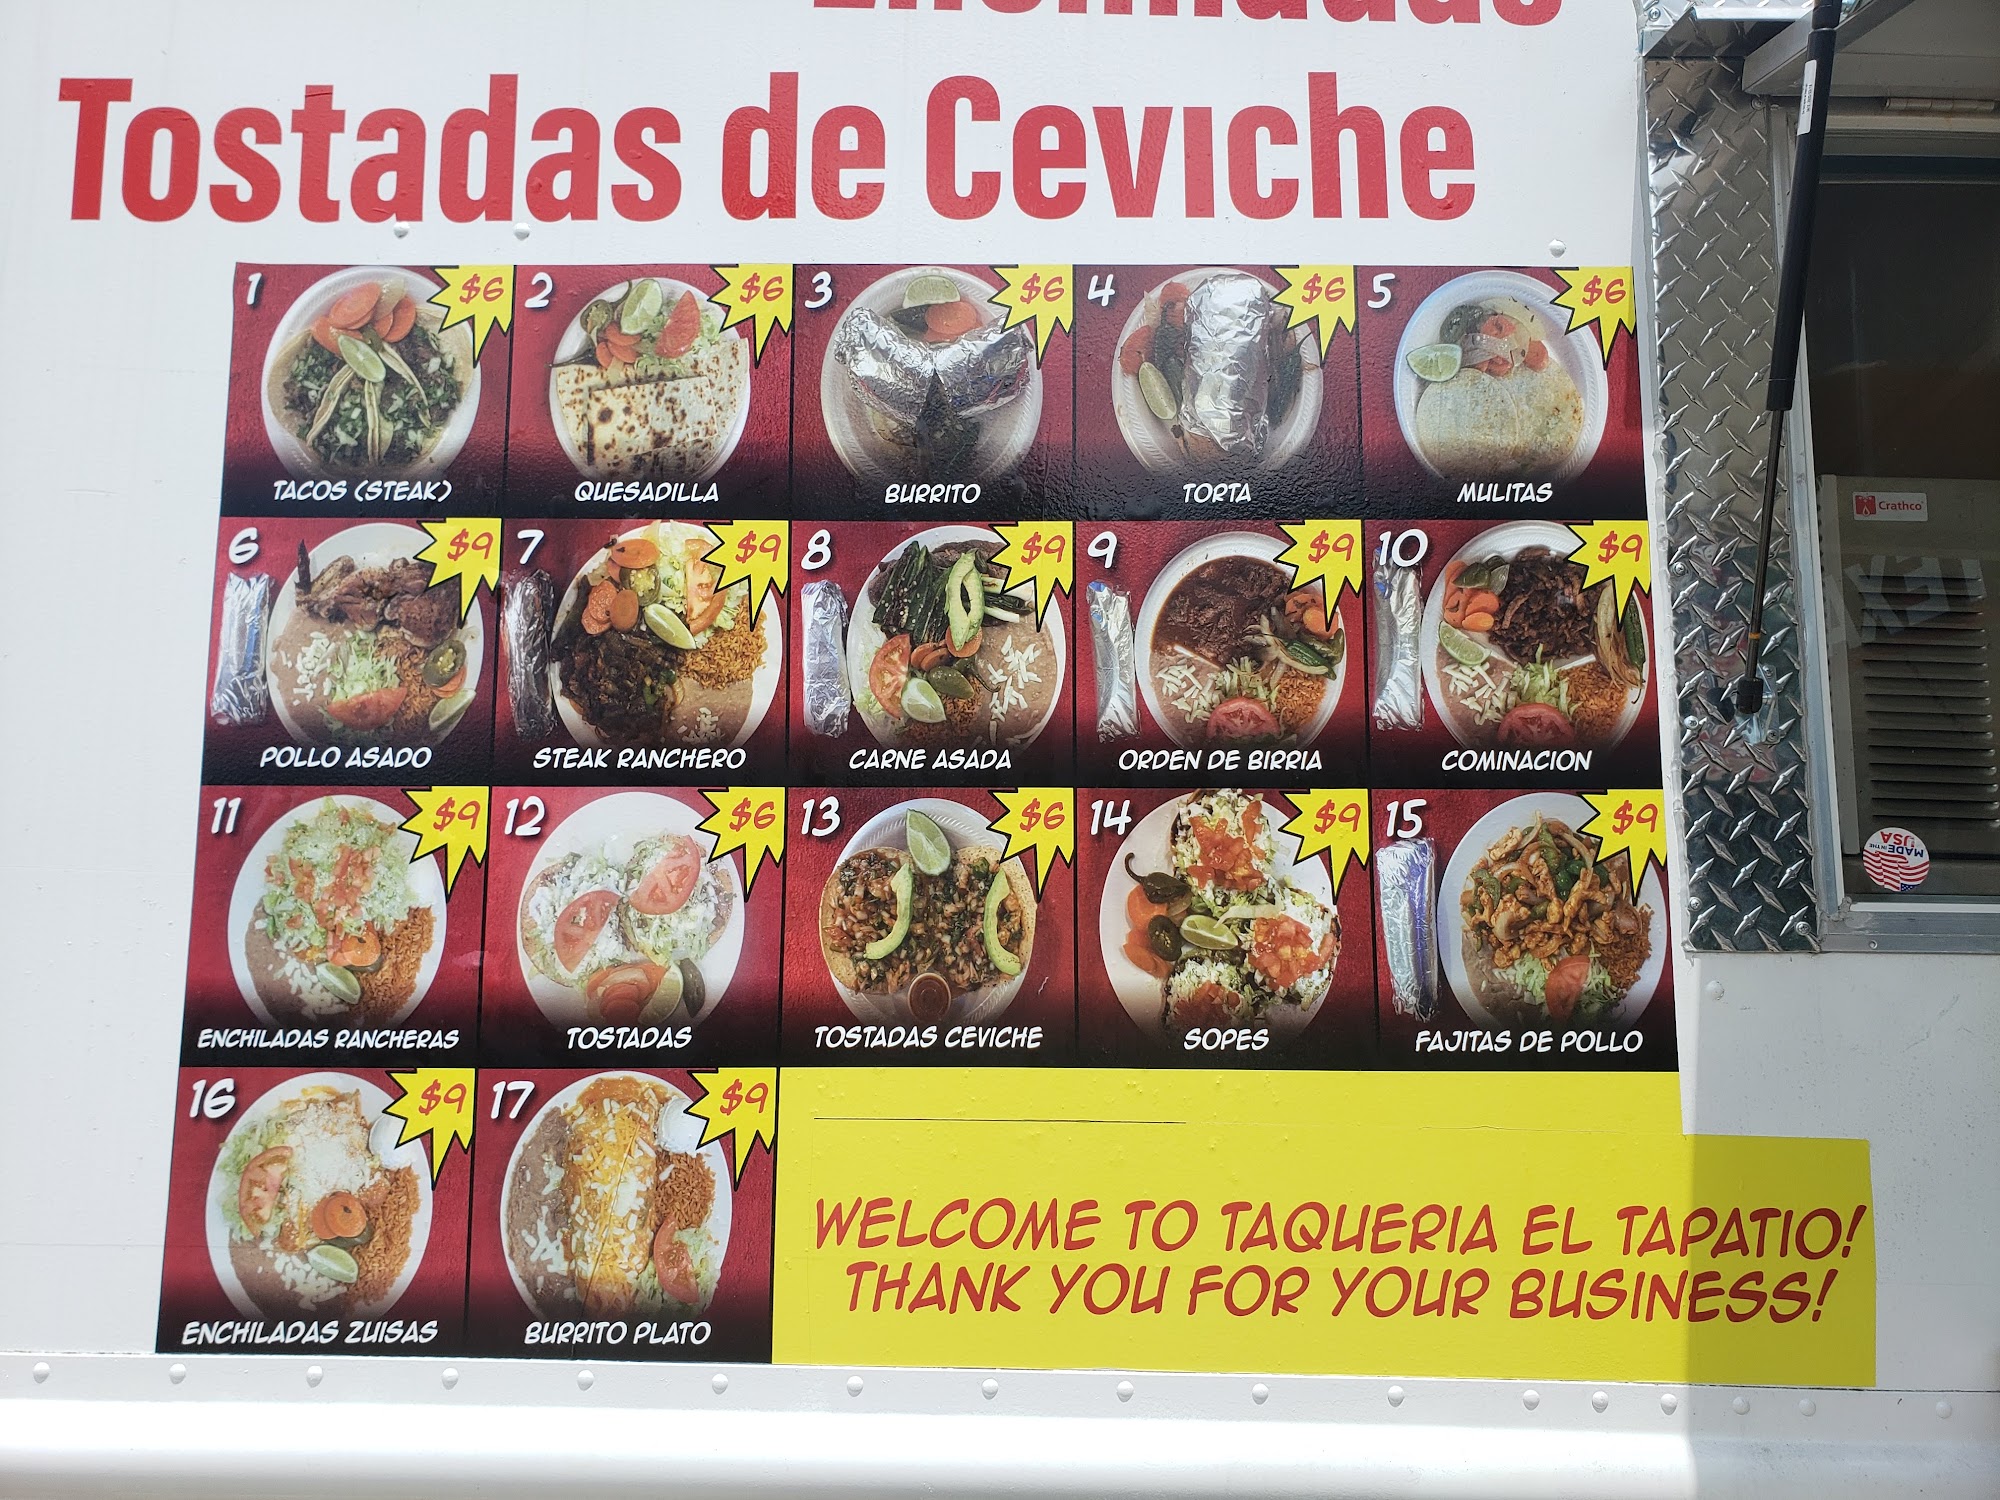 Tostadas de Ceviche
1 $6 2 $6 3 $6 4 $6 5 $6
TACOS (STEAK) QUESADILLA BURRITO TORTA MULITAS
6 $9 7 $9 8 $9 9 $9 10 $9
POLLO ASADO STEAK RANCHERO CARNE ASADA ORDEN DE BIRRIA COMINACION
11 $9 12 $6 13 $6 14 $9 15 $9
ENCHILADAS RANCHERAS TOSTADAS TOSTADAS CEVICHE SOPES FAJITAS DE POLLO
16 $9 17 $9
ENCHILADAS ZUISAS BURRITO PLATO
WELCOME TO TAQUERIA EL TAPATIO!
THANK YOU FOR YOUR BUSINESS!
Crathco
MADE IN THE
USA